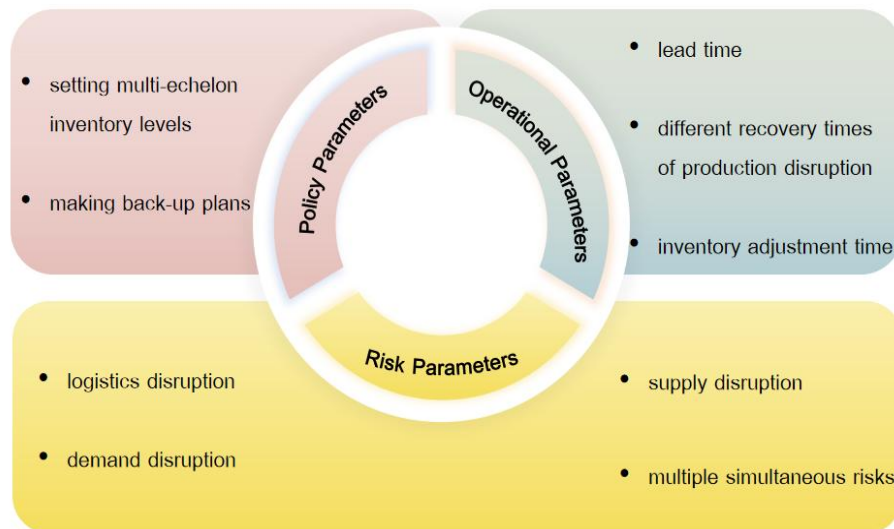 Policy Parameters
• setting multi-echelon
inventory levels
• making back-up plans
Operational Parameters
• lead time
• different recovery times
of production disruption
• inventory adjustment time
Risk Parameters
• logistics disruption
• demand disruption
• supply disruption
• multiple simultaneous risks